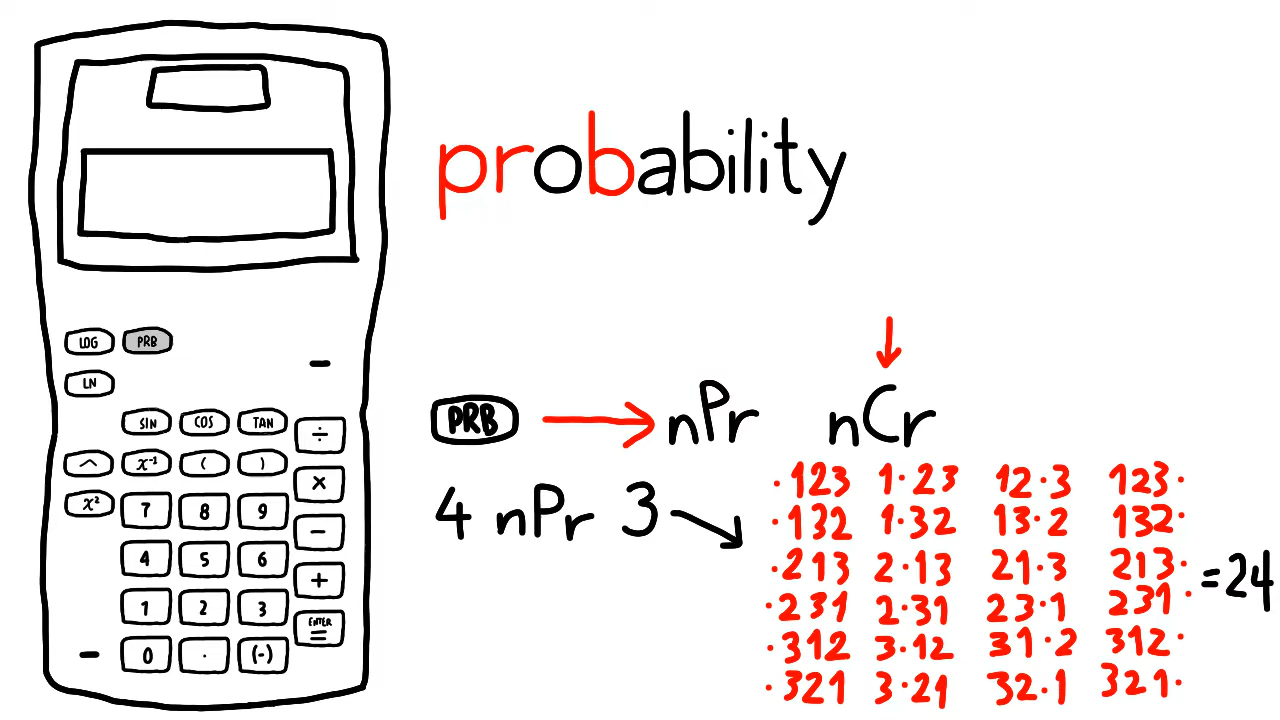 probability
LOG PRB
LN
SIN COS TAN ÷
^ x⁻¹ ( ) ×
x² 7 8 9 −
4 5 6 +
1 2 3 ENTER =
0 . (-)
PRB → nPr nCr
4 nPr 3
·123 1·23 12·3 123·
·132 1·32 13·2 132·
·213 2·13 21·3 213·
·231 2·31 23·1 231·
·312 3·12 31·2 312·
·321 3·21 32·1 321·
=24